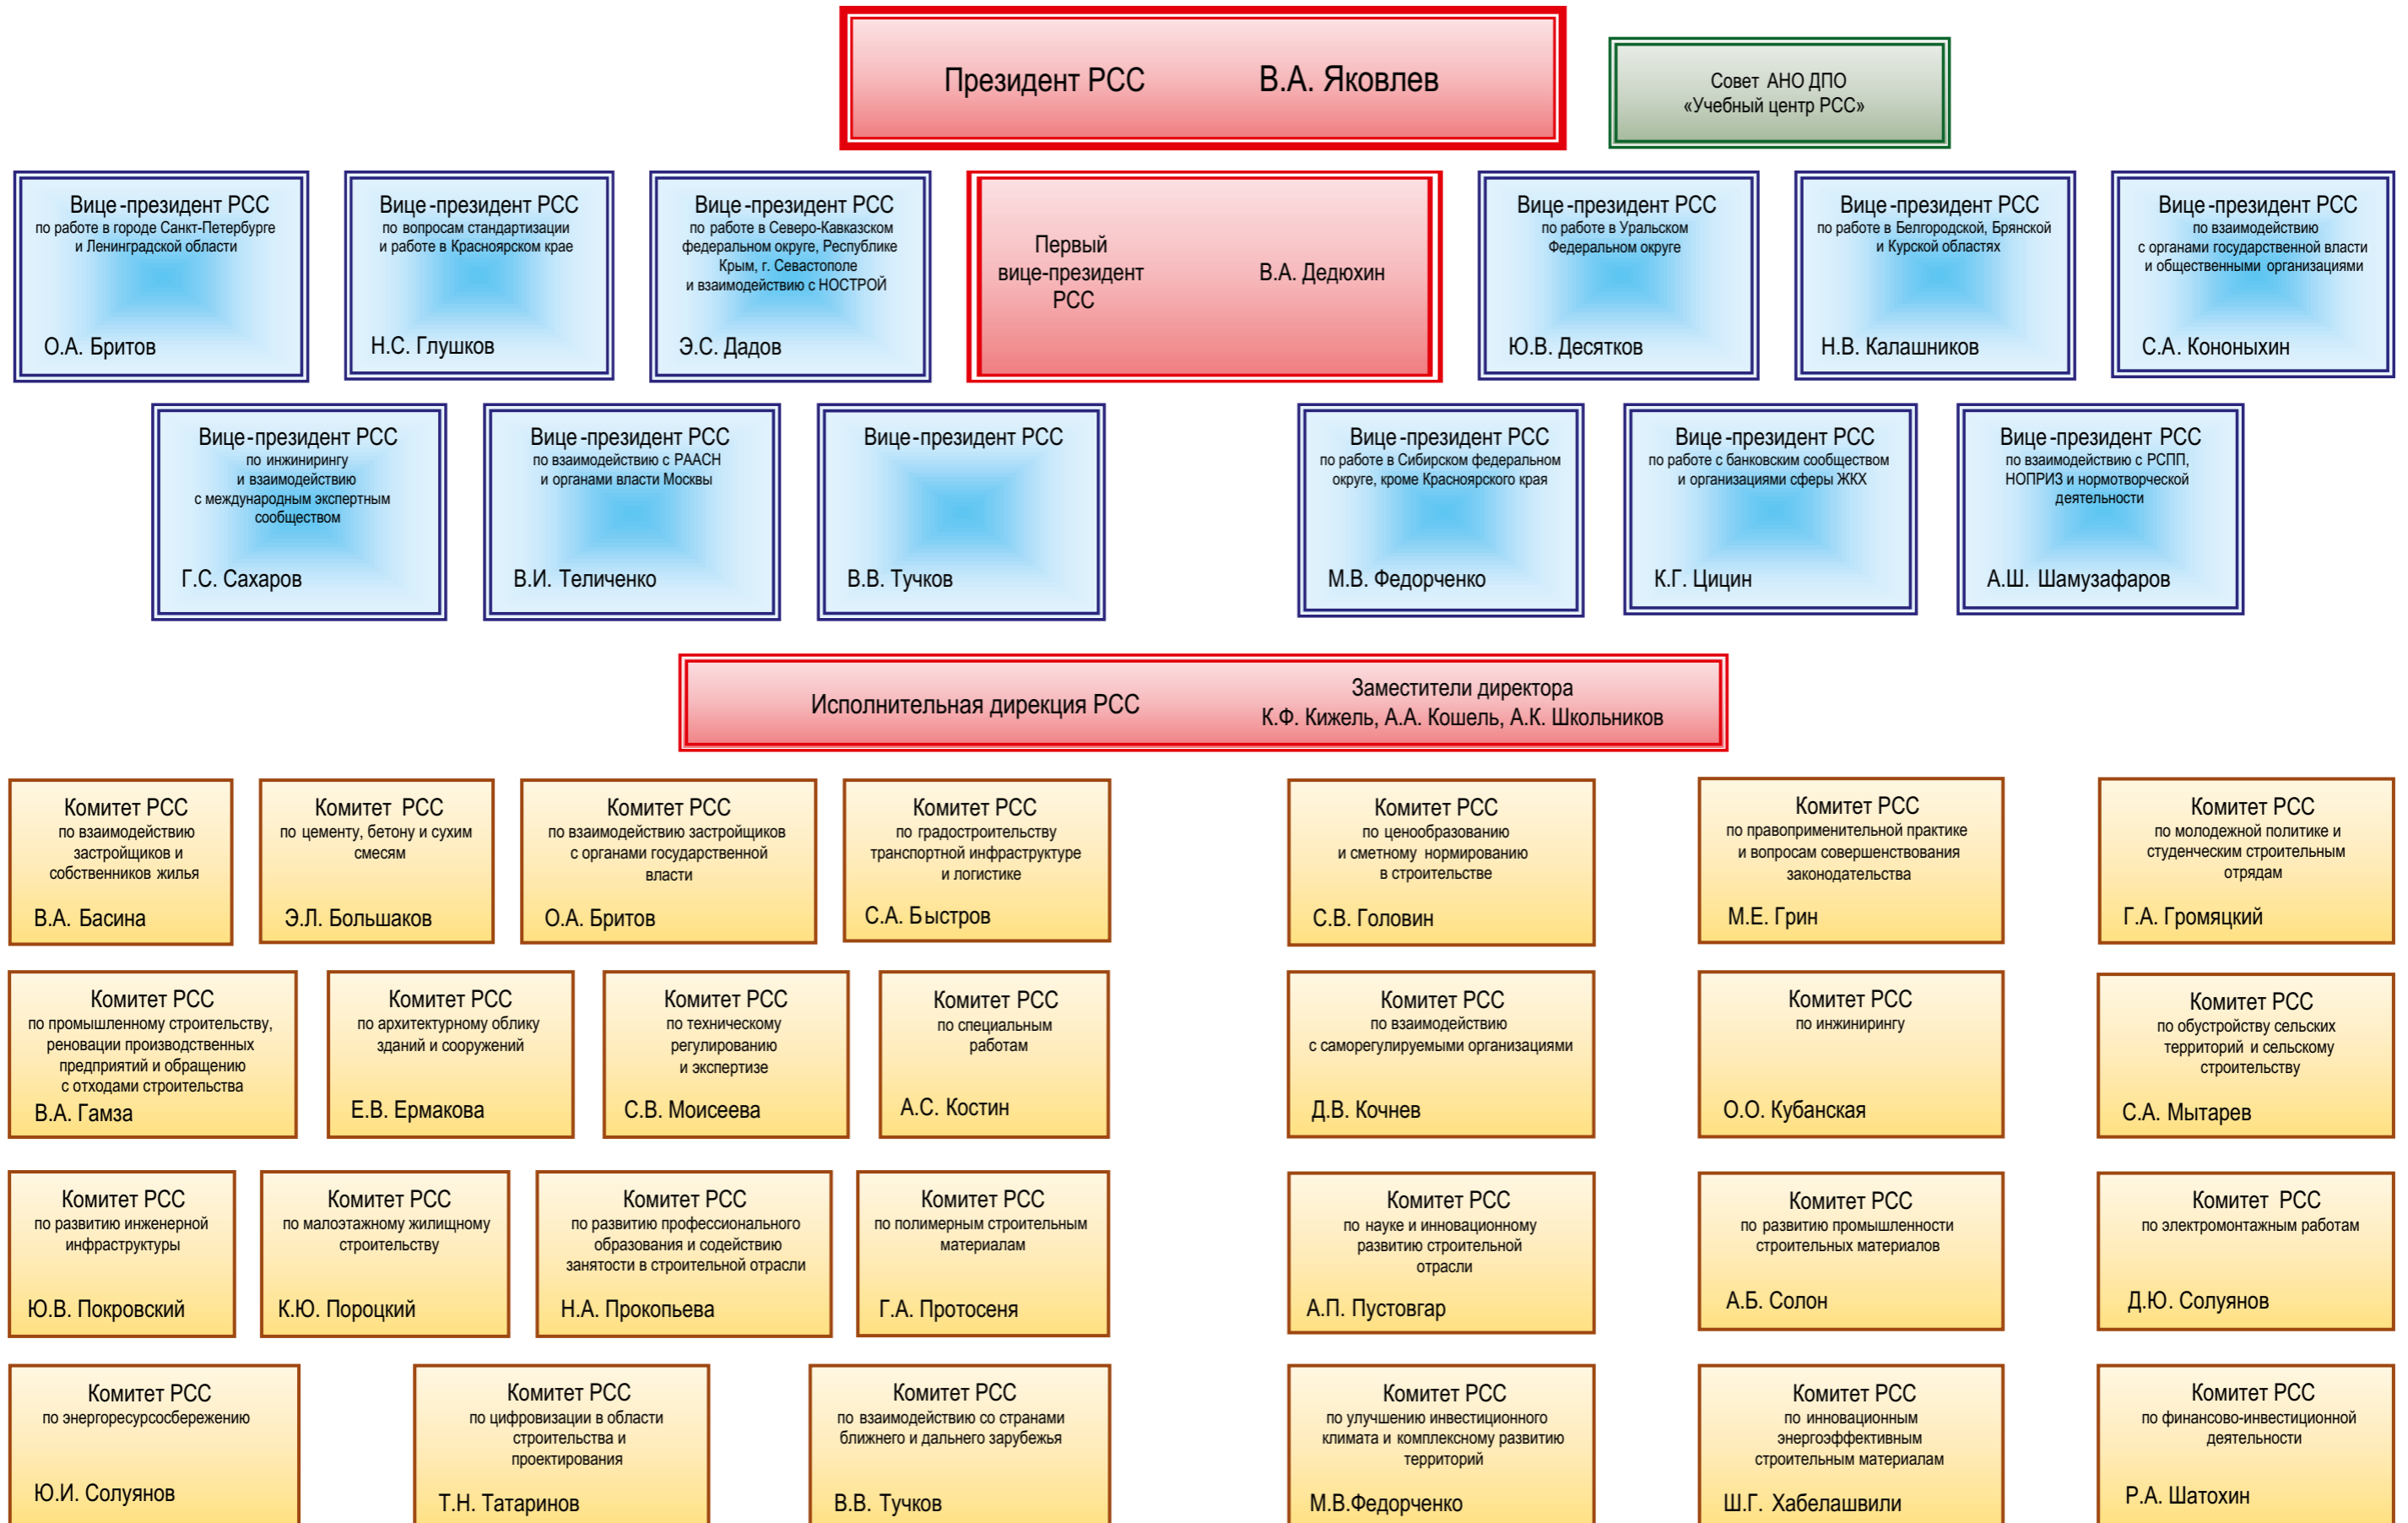 Президент РСС
В.А. Яковлев
Совет АНО ДПО
«Учебный центр РСС»
Вице-президент РСС
по работе в городе Санкт-Петербурге
и Ленинградской области
О.А. Бритов
Вице-президент РСС
по вопросам стандартизации
и работе в Красноярском крае
Н.С. Глушков
Вице-президент РСС
по работе в Северо-Кавказском
федеральном округе, Республике
Крым, г. Севастополе
и взаимодействию с НОСТРОЙ
Э.С. Дадов
Первый
вице-президент
РСС
В.А. Дедюхин
Вице-президент РСС
по работе в Уральском
Федеральном округе
Ю.В. Десятков
Вице-президент РСС
по работе в Белгородской, Брянской
и Курской областях
Н.В. Калашников
Вице-президент РСС
по взаимодействию
с органами государственной власти
и общественными организациями
С.А. Кононыхин
Вице-президент РСС
по инжинирингу
и взаимодействию
с международным экспертным
сообществом
Г.С. Сахаров
Вице-президент РСС
по взаимодействию с РААСН
и органами власти Москвы
В.И. Теличенко
Вице-президент РСС
В.В. Тучков
Вице-президент РСС
по работе в Сибирском федеральном
округе, кроме Красноярского края
М.В. Федорченко
Вице-президент РСС
по работе с банковским сообществом
и организациями сферы ЖКХ
К.Г. Цицин
Вице-президент РСС
по взаимодействию с РСПП,
НОПРИЗ и нормотворческой
деятельности
А.Ш. Шамузафаров
Исполнительная дирекция РСС
Заместители директора
К.Ф. Кижель, А.А. Кошель, А.К. Школьников
Комитет РСС
по взаимодействию
застройщиков и
собственников жилья
В.А. Басина
Комитет РСС
по цементу, бетону и сухим
смесям
Э.Л. Большаков
Комитет РСС
по взаимодействию застройщиков
с органами государственной
власти
О.А. Бритов
Комитет РСС
по градостроительству
транспортной инфраструктуре
и логистике
С.А. Быстров
Комитет РСС
по ценообразованию
и сметному нормированию
в строительстве
С.В. Головин
Комитет РСС
по правоприменительной практике
и вопросам совершенствования
законодательства
М.Е. Грин
Комитет РСС
по молодежной политике и
студенческим строительным
отрядам
Г.А. Громяцкий
Комитет РСС
по промышленному строительству,
реновации производственных
предприятий и обращению
с отходами строительства
В.А. Гамза
Комитет РСС
по архитектурному облику
зданий и сооружений
Е.В. Ермакова
Комитет РСС
по техническому
регулированию
и экспертизе
С.В. Моисеева
Комитет РСС
по специальным
работам
А.С. Костин
Комитет РСС
по взаимодействию
с саморегулируемыми организациями
Д.В. Кочнев
Комитет РСС
по инжинирингу
О.О. Кубанская
Комитет РСС
по обустройству сельских
территорий и сельскому
строительству
С.А. Мытарев
Комитет РСС
по развитию инженерной
инфраструктуры
Ю.В. Покровский
Комитет РСС
по малоэтажному жилищному
строительству
К.Ю. Пороцкий
Комитет РСС
по развитию профессионального
образования и содействию
занятости в строительной отрасли
Н.А. Прокопьева
Комитет РСС
по полимерным строительным
материалам
Г.А. Протосеня
Комитет РСС
по науке и инновационному
развитию строительной
отрасли
А.П. Пустовгар
Комитет РСС
по развитию промышленности
строительных материалов
А.Б. Солон
Комитет РСС
по электромонтажным работам
Д.Ю. Солуянов
Комитет РСС
по энергоресурсосбережению
Ю.И. Солуянов
Комитет РСС
по цифровизации в области
строительства и
проектирования
Т.Н. Татаринов
Комитет РСС
по взаимодействию со странами
ближнего и дальнего зарубежья
В.В. Тучков
Комитет РСС
по улучшению инвестиционного
климата и комплексному развитию
территорий
М.В.Федорченко
Комитет РСС
по инновационным
энергоэффективным
строительным материалам
Ш.Г. Хабелашвили
Комитет РСС
по финансово-инвестиционной
деятельности
Р.А. Шатохин